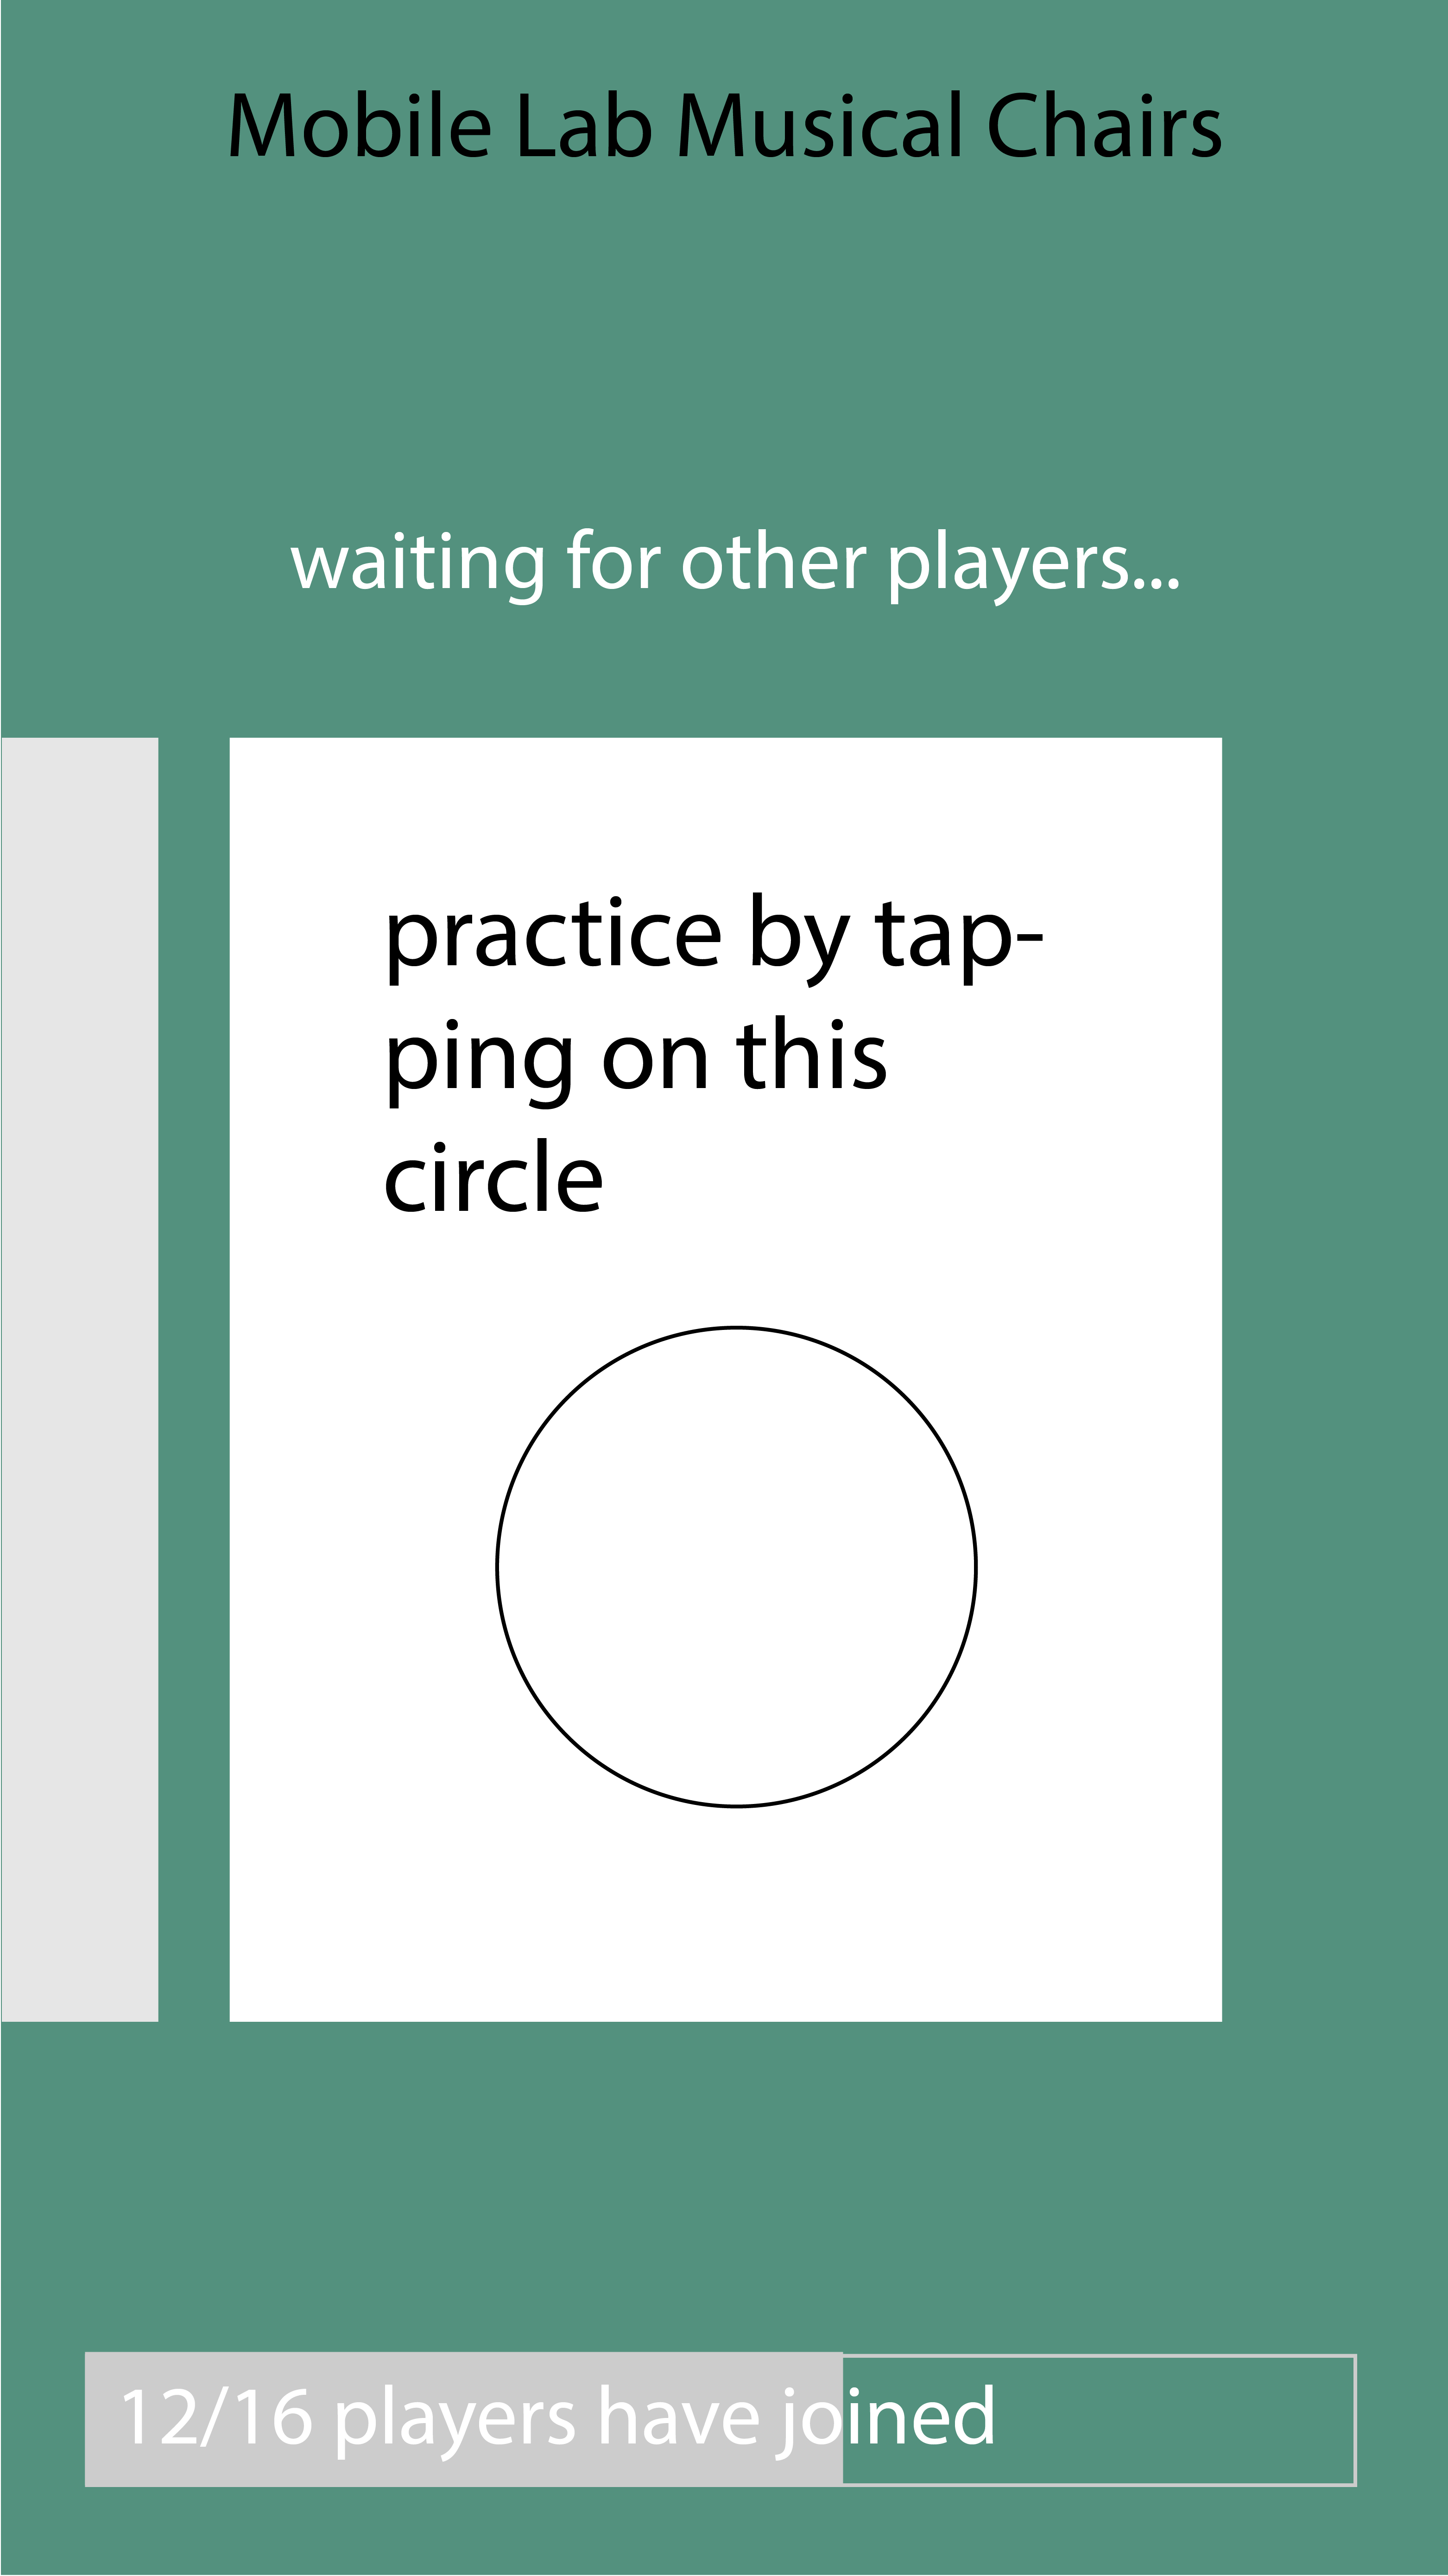 Mobile Lab Musical Chairs
waiting for other players...
practice by tap-
ping on this
circle
12/16 players have joined